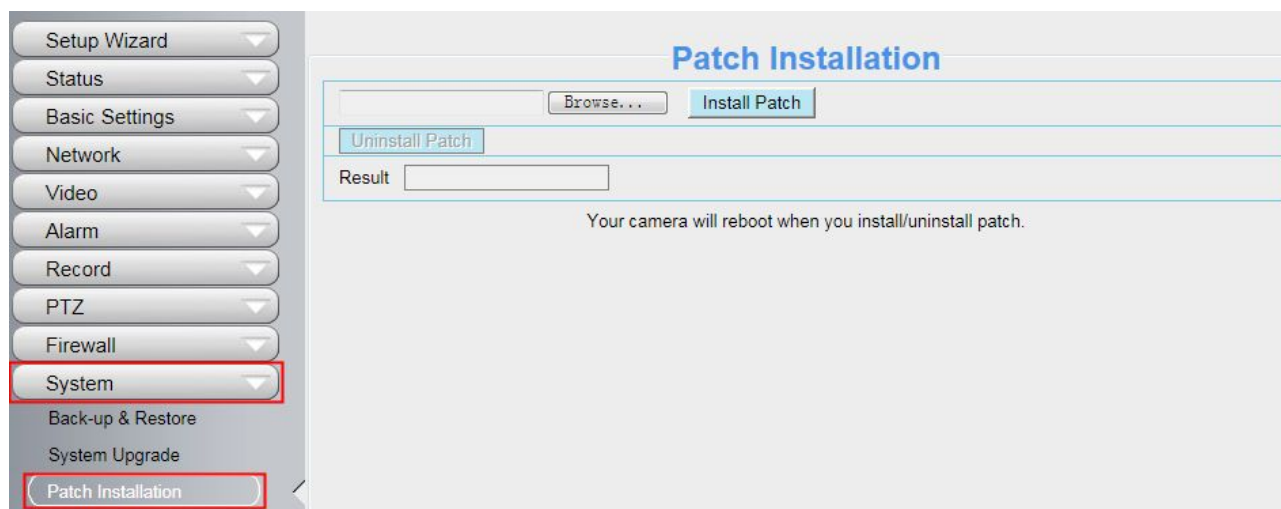 Setup Wizard
Status
Basic Settings
Network
Video
Alarm
Record
PTZ
Firewall
System
Back-up & Restore
System Upgrade
Patch Installation
Patch Installation
Browse... Install Patch
Uninstall Patch
Result
Your camera will reboot when you install/uninstall patch.